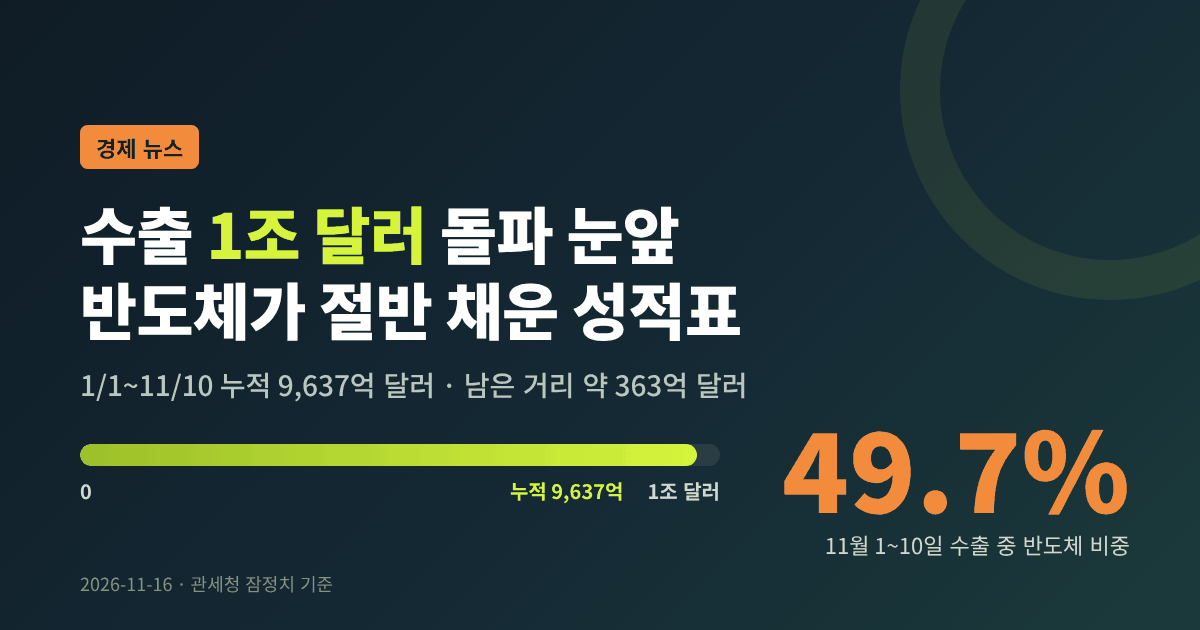 경제 뉴스
수출 1조 달러 돌파 눈앞
반도체가 절반 채운 성적표
1/1~11/10 누적 9,637억 달러 · 남은 거리 약 363억 달러
0 누적 9,637억 1조 달러
49.7%
11월 1~10일 수출 중 반도체 비중
2026-11-16 · 관세청 잠정치 기준